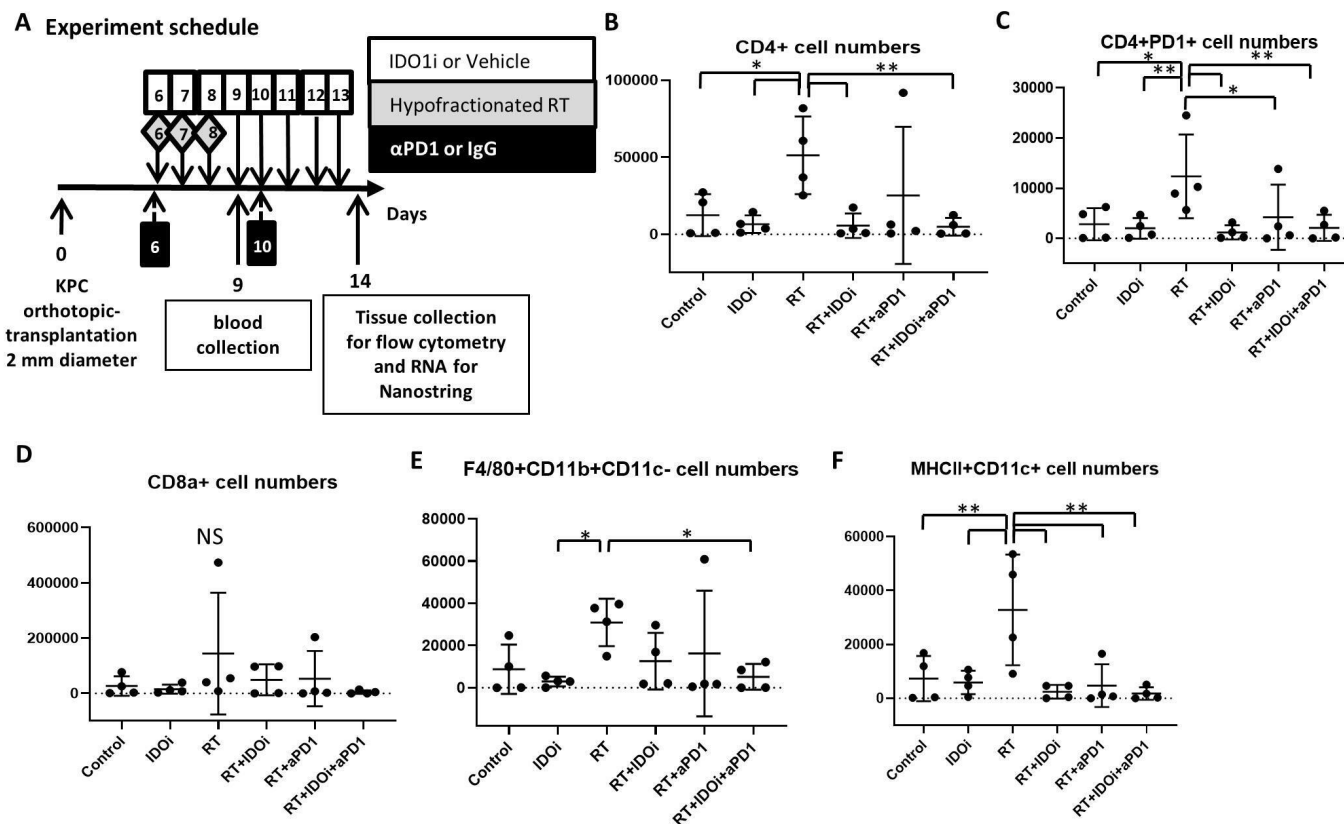 A Experiment schedule
6 7 8 9 10 11 12 13
6 7 8
IDO1i or Vehicle
Hypofractionated RT
αPD1 or IgG
Days
0
6
9
10
14
KPC
orthotopic-
transplantation
2 mm diameter
blood
collection
Tissue collection
for flow cytometry
and RNA for
Nanostring
B
CD4+ cell numbers
* **
100000
50000
0
Control IDOi RT RT+IDOi RT+aPD1 RT+IDOi+aPD1
C
CD4+PD1+ cell numbers
* **
** *
30000
20000
10000
0
Control IDOi RT RT+IDOi RT+aPD1 RT+IDOi+aPD1
D
CD8a+ cell numbers
NS
600000
400000
200000
0
Control IDOi RT RT+IDOi RT+aPD1 RT+IDOi+aPD1
E
F4/80+CD11b+CD11c- cell numbers
* *
80000
60000
40000
20000
0
Control IDOi RT RT+IDOi RT+aPD1 RT+IDOi+aPD1
F
MHCII+CD11c+ cell numbers
** **
60000
40000
20000
0
Control IDOi RT RT+IDOi RT+aPD1 RT+IDOi+aPD1